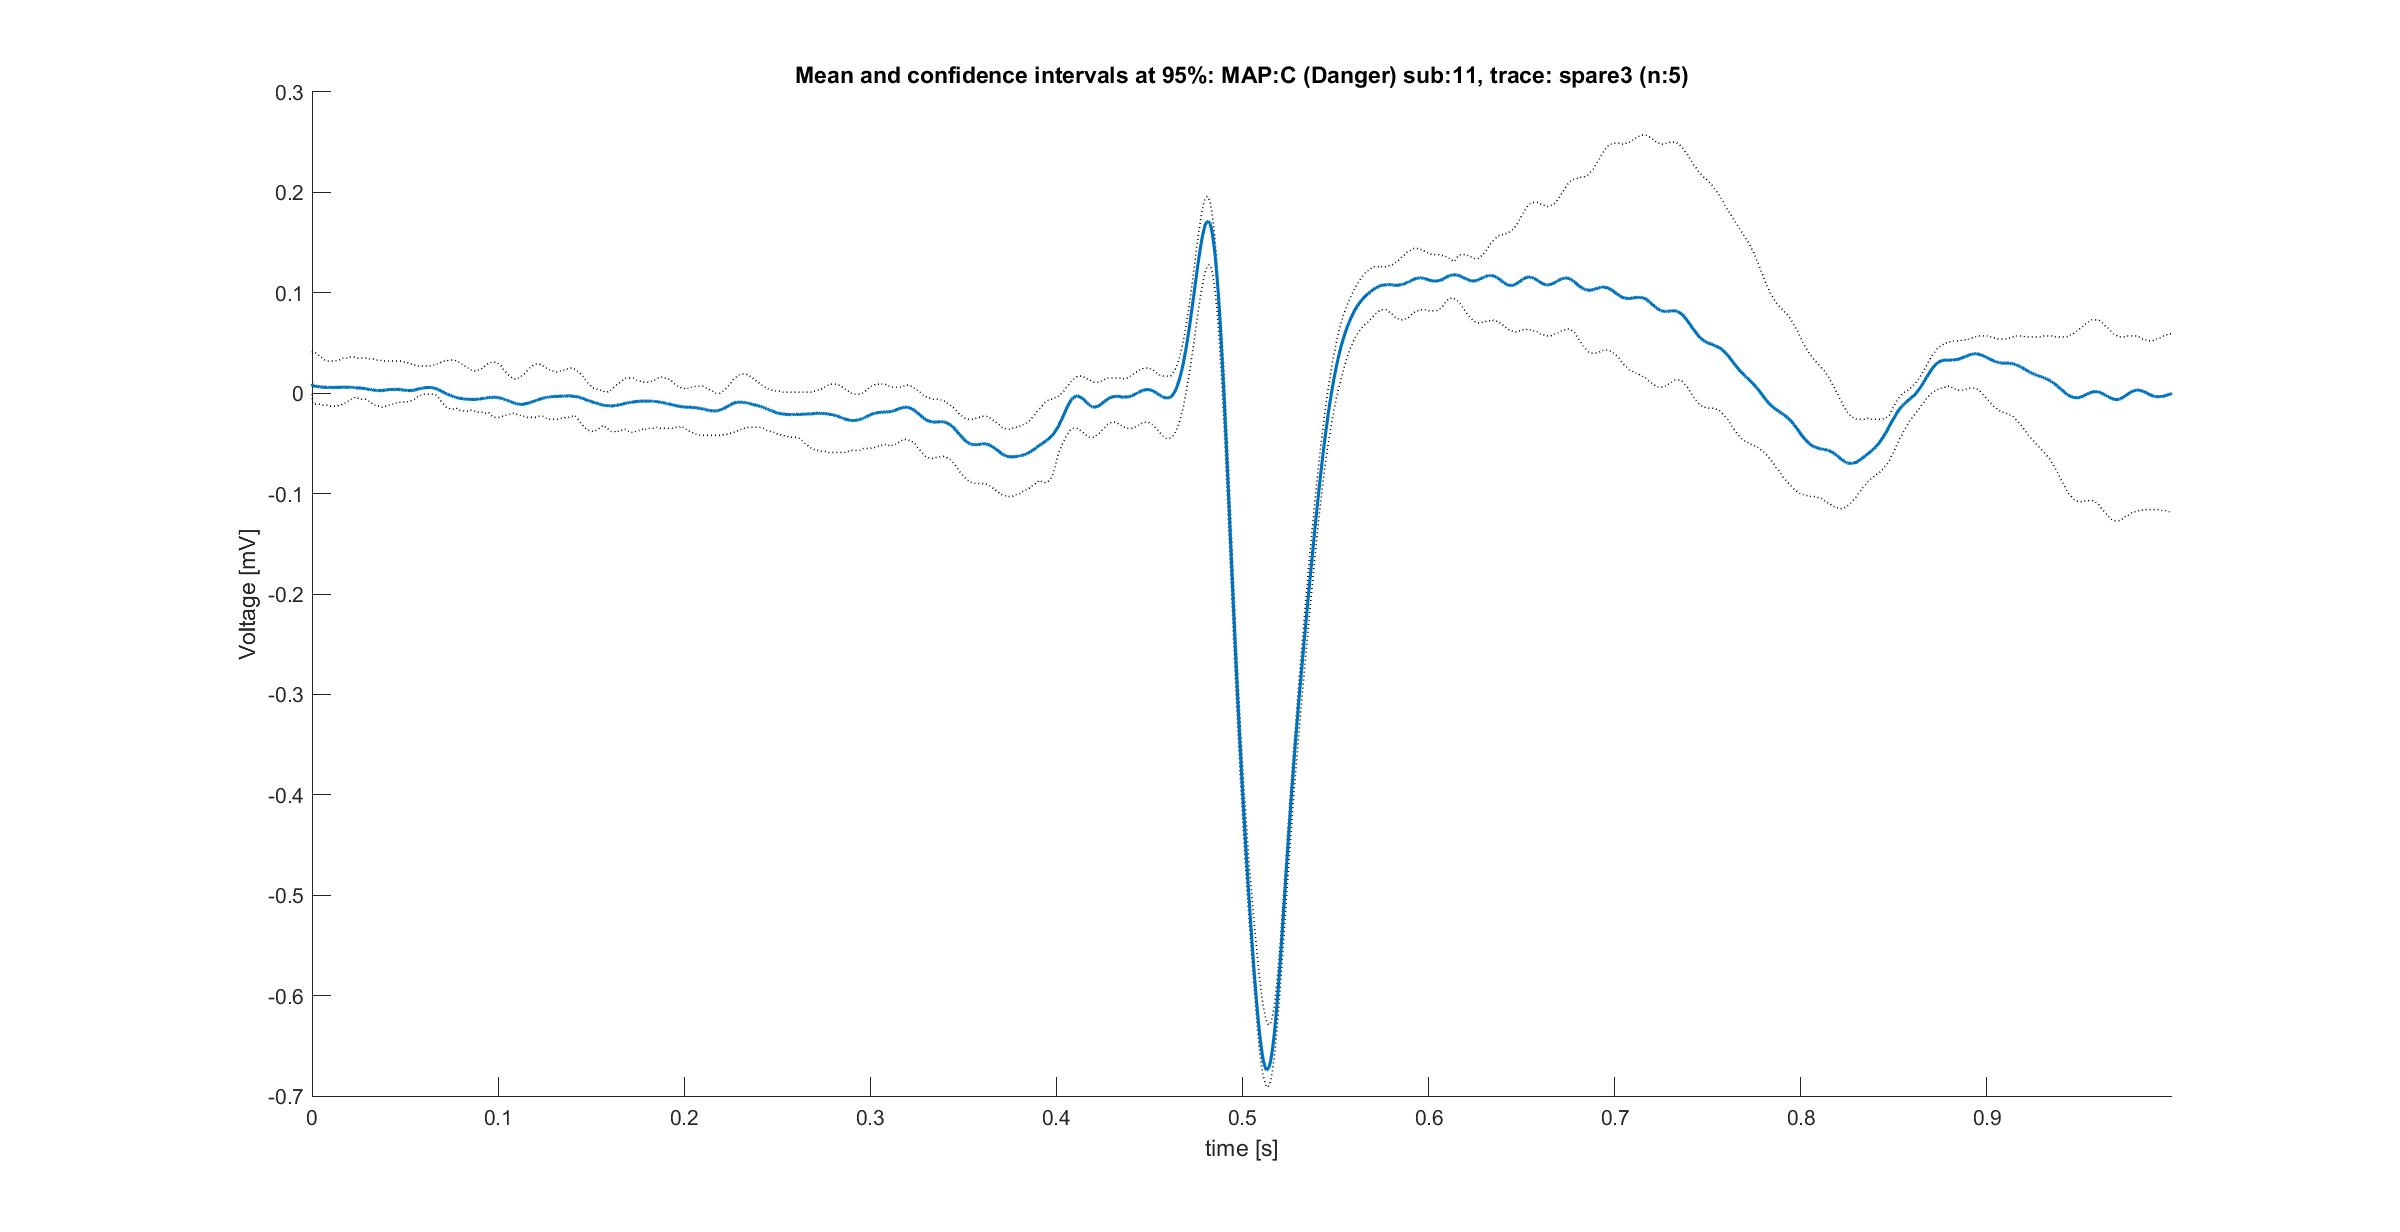 Mean and confidence intervals at 95%: MAP:C (Danger) sub:11, trace: spare3 (n:5)
0.3
0.2
0.1
0
-0.1
-0.2
-0.3
-0.4
-0.5
-0.6
-0.7
Voltage [mV]
0 0.1 0.2 0.3 0.4 0.5 0.6 0.7 0.8 0.9
time [s]